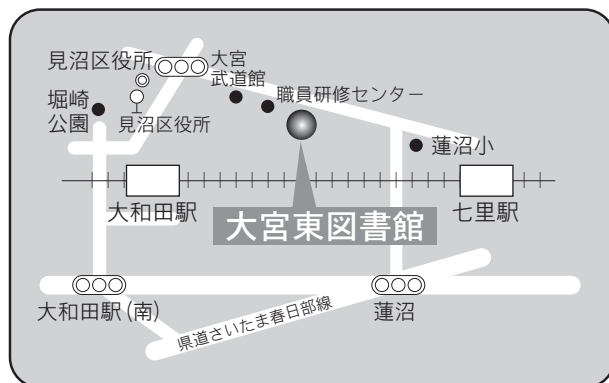 見沼区役所
大宮
武道館
職員研修センター
堀崎
公園
見沼区役所
蓮沼小
大和田駅
七里駅
大宮東図書館
大和田駅(南)
蓮沼
県道さいたま春日部線